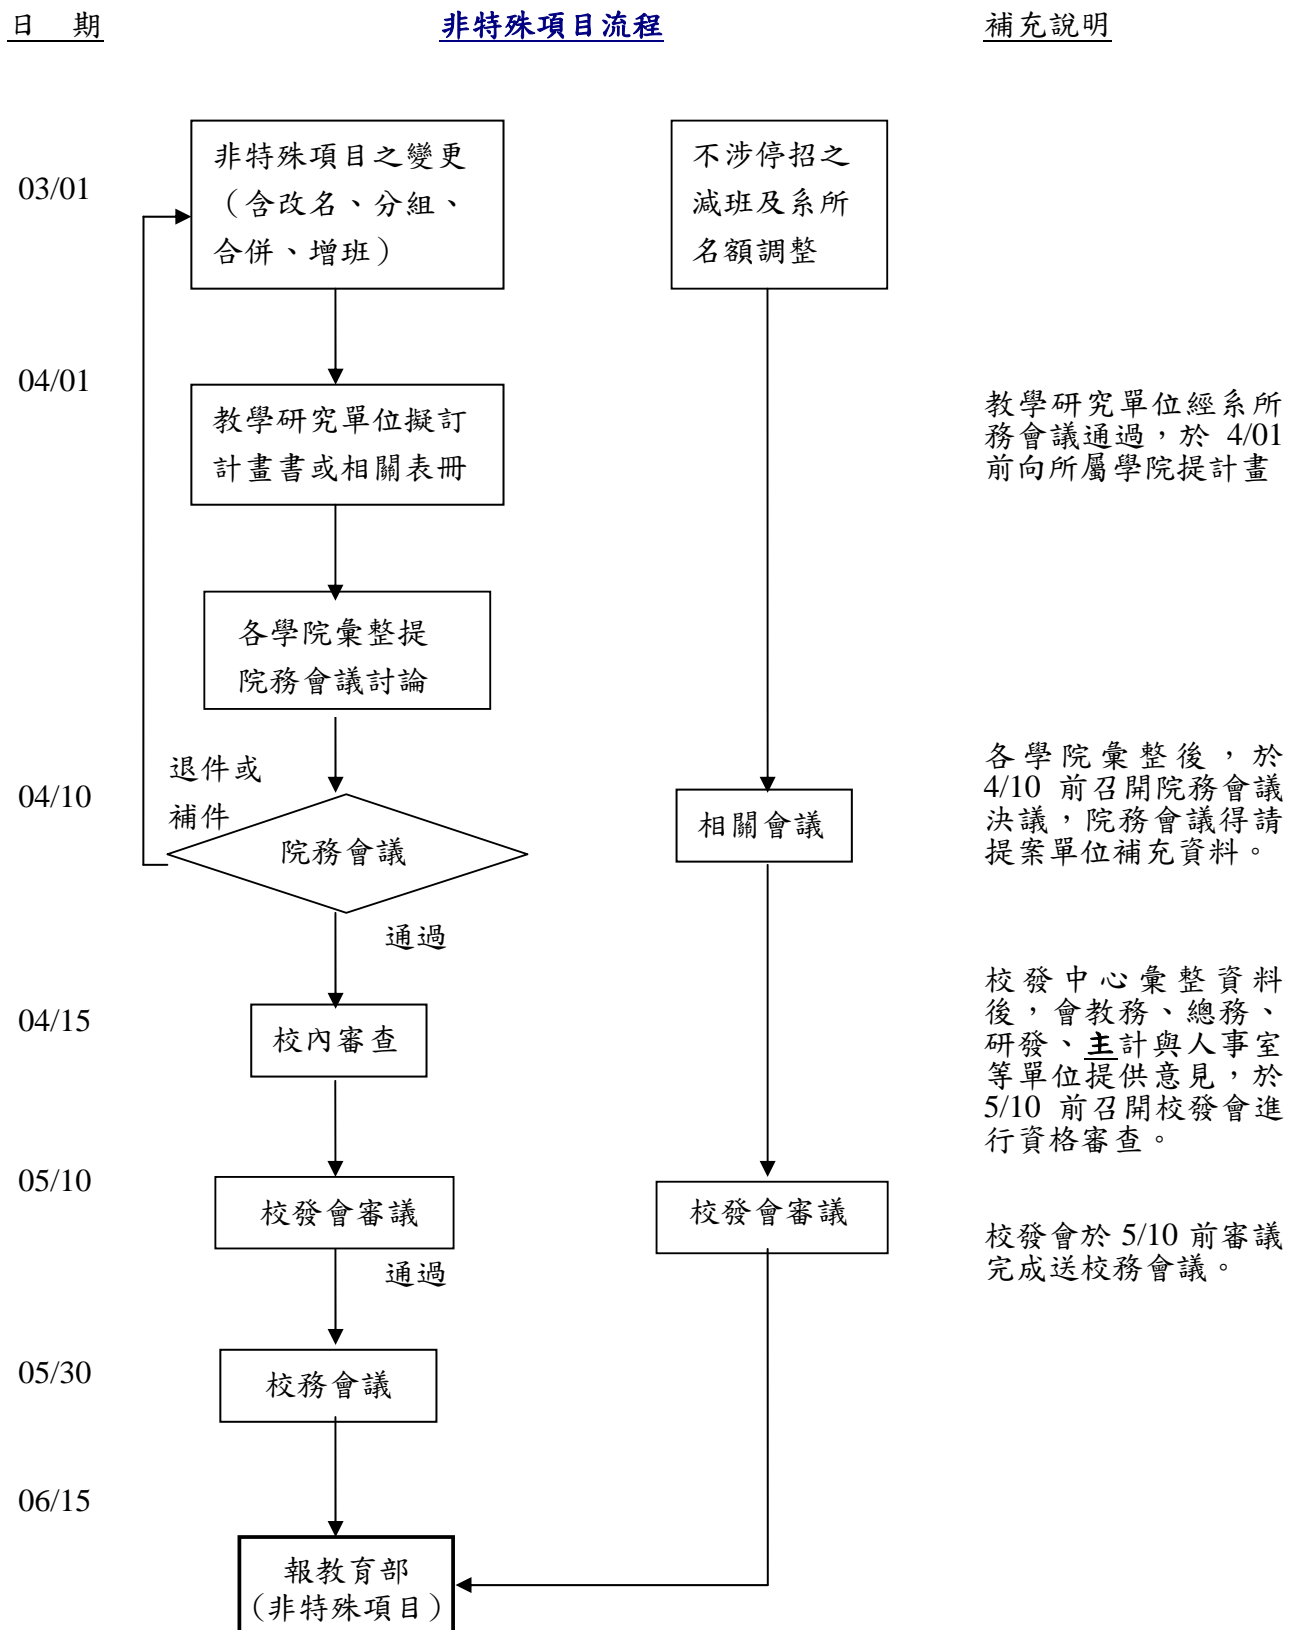 日 期
非特殊項目流程
補充說明
03/01
非特殊項目之變更
（含改名、分組、
合併、增班）
不涉停招之
減班及系所
名額調整
04/01
教學研究單位擬訂
計畫書或相關表冊
教學研究單位經系所
務會議通過，於 4/01
前向所屬學院提計畫
各學院彙整提
院務會議討論
退件或
補件
04/10
院務會議
相關會議
各學院彙整後，於
4/10 前召開院務會議
決議，院務會議得請
提案單位補充資料。
通過
04/15
校內審查
校發中心彙整資料
後，會教務、總務、
研發、主計與人事室
等單位提供意見，於
5/10 前召開校發會進
行資格審查。
05/10
校發會審議
校發會審議
校發會於 5/10 前審議
完成送校務會議。
通過
05/30
校務會議
06/15
報教育部
（非特殊項目）